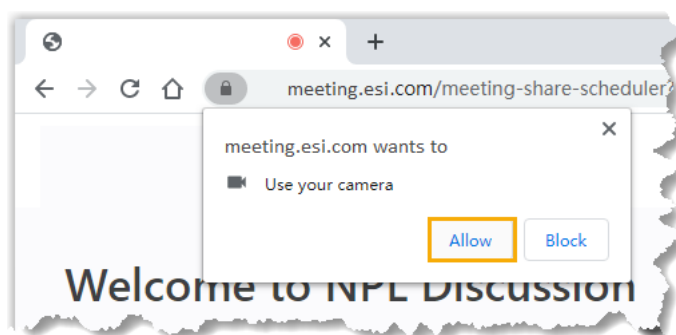 meeting.esi.com/meeting-share-scheduler?
meeting.esi.com wants to
Use your camera
Allow
Block
Welcome to NPL Discussion